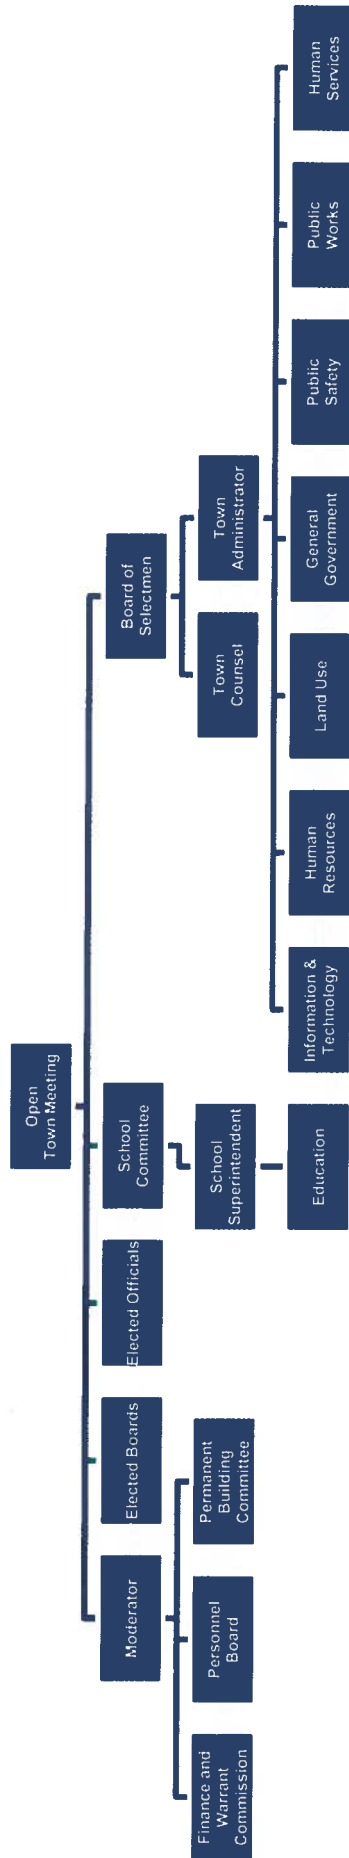 Open
Town Meeting
Moderator
Elected Boards
Elected Officials
School
Committee
Board of
Selectmen
Finance and
Warrant
Commission
Personnel
Board
Permanent
Building
Committee
School
Superintendent
Town
Counsel
Town
Administrator
Education
Information &
Technology
Human
Resources
Land Use
General
Government
Public
Safety
Public
Works
Human
Services